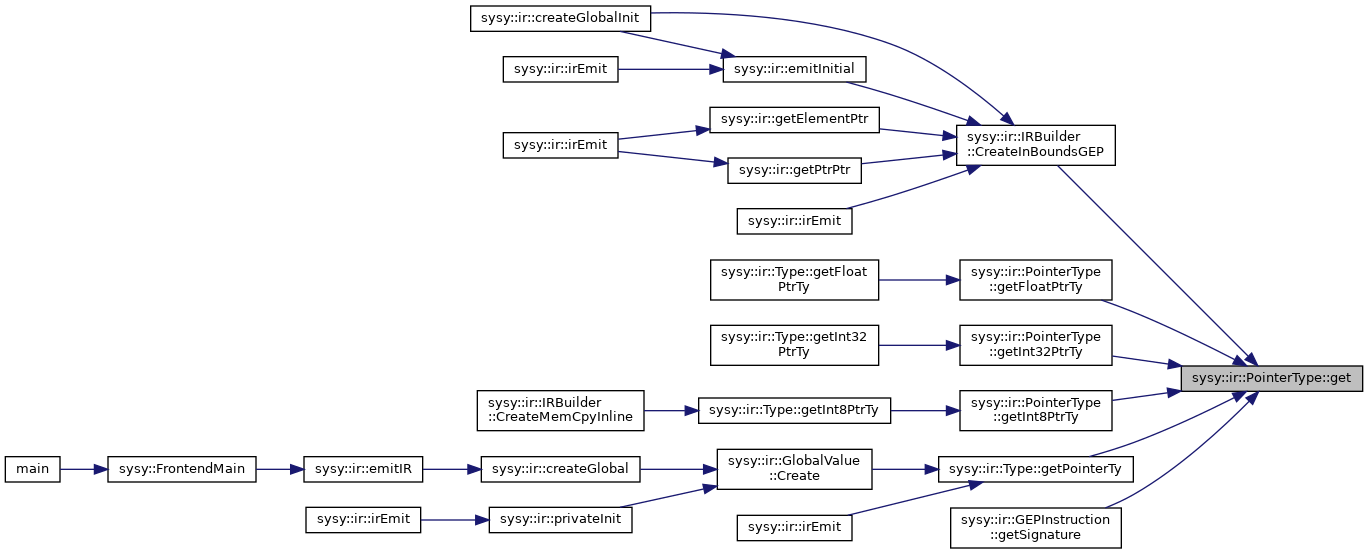 sysy::ir::createGlobalInit
sysy::ir::irEmit
sysy::ir::emitInitial
sysy::ir::getElementPtr
sysy::ir::irEmit
sysy::ir::getPtrPtr
sysy::ir::irEmit
sysy::ir::IRBuilder
::CreateInBoundsGEP
sysy::ir::Type::getFloat
PtrTy
sysy::ir::PointerType
::getFloatPtrTy
sysy::ir::Type::getInt32
PtrTy
sysy::ir::PointerType
::getInt32PtrTy
sysy::ir::PointerType::get
sysy::ir::IRBuilder
::CreateMemCpyInline
sysy::ir::Type::getInt8PtrTy
sysy::ir::PointerType
::getInt8PtrTy
main
sysy::FrontendMain
sysy::ir::emitIR
sysy::ir::createGlobal
sysy::ir::GlobalValue
::Create
sysy::ir::Type::getPointerTy
sysy::ir::irEmit
sysy::ir::privateInit
sysy::ir::irEmit
sysy::ir::GEPInstruction
::getSignature